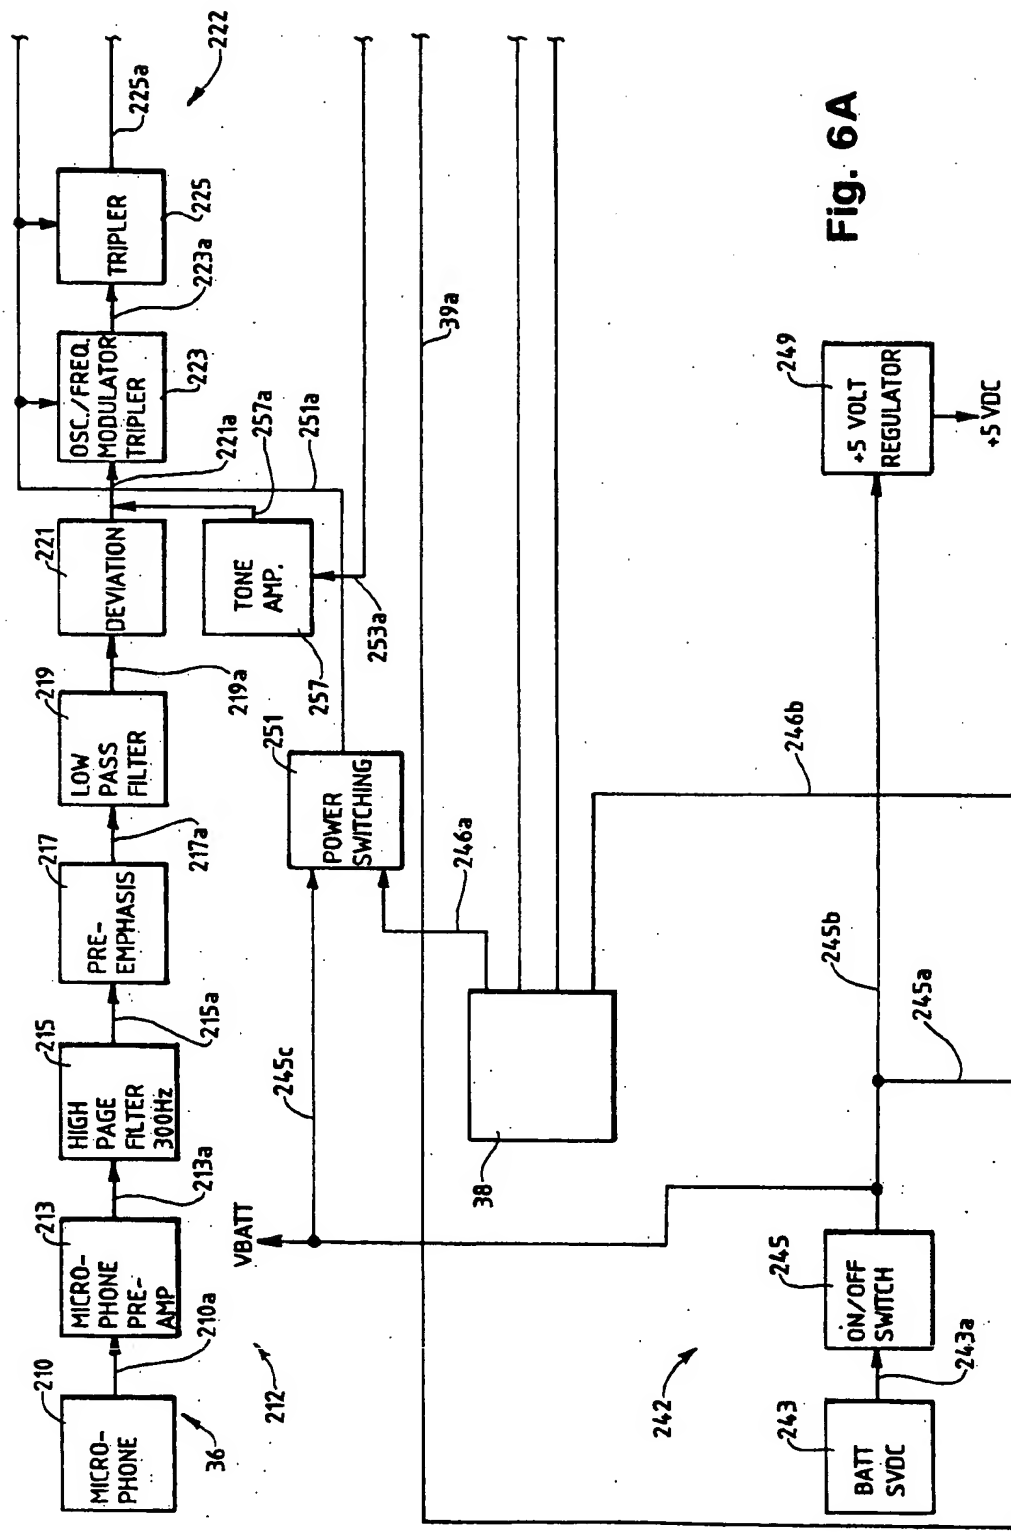 210
MICRO-
PHONE
36
210a
213
MICRO-
PHONE
PRE-
AMP
213a
215
HIGH
PAGE
FILTER
300Hz
215a
217
PRE-
EMPHASIS
217a
219
LOW
PASS
FILTER
219a
221
DEVIATION
221a
OSC./FREQ.
MODULATOR
TRIPLER
223
223a
TRIPLER
225
225a
222
212
VBATT
245c
251
POWER
SWITCHING
251a
257
TONE
AMP.
257a
253a
246a
39a
38
246b
242
243
BATT
SVDC
243a
245
ON/OFF
SWITCH
245b
245a
249
+5 VOLT
REGULATOR
+5 VDC
Fig. 6A